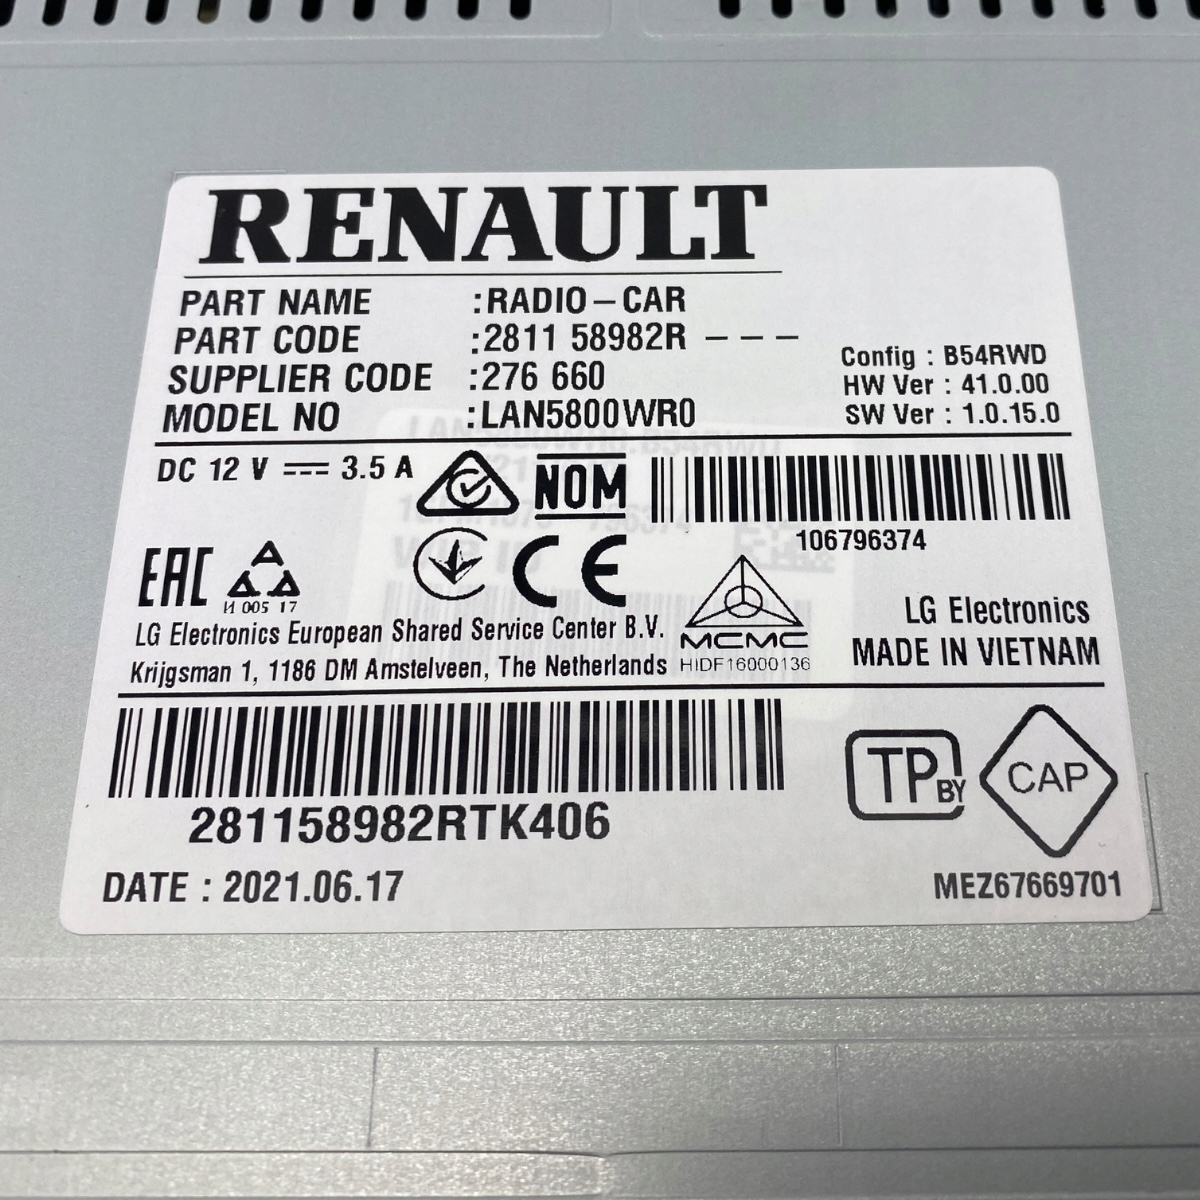 RENAULT
PART NAME :RADIO-CAR
PART CODE :2811 58982R - - -
SUPPLIER CODE :276 660
MODEL NO :LAN5800WR0
Config : B54RWD
HW Ver : 41.0.00
SW Ver : 1.0.15.0
DC 12 V ⎓ 3.5 A
NOM
106796374
EAC
A
И 005 17
CE
MCMC
HIDF16000136
LG Electronics
MADE IN VIETNAM
LG Electronics European Shared Service Center B.V.
Krijgsman 1, 1186 DM Amstelveen, The Netherlands
281158982RTK406
TP BY
CAP
DATE : 2021.06.17
MEZ67669701